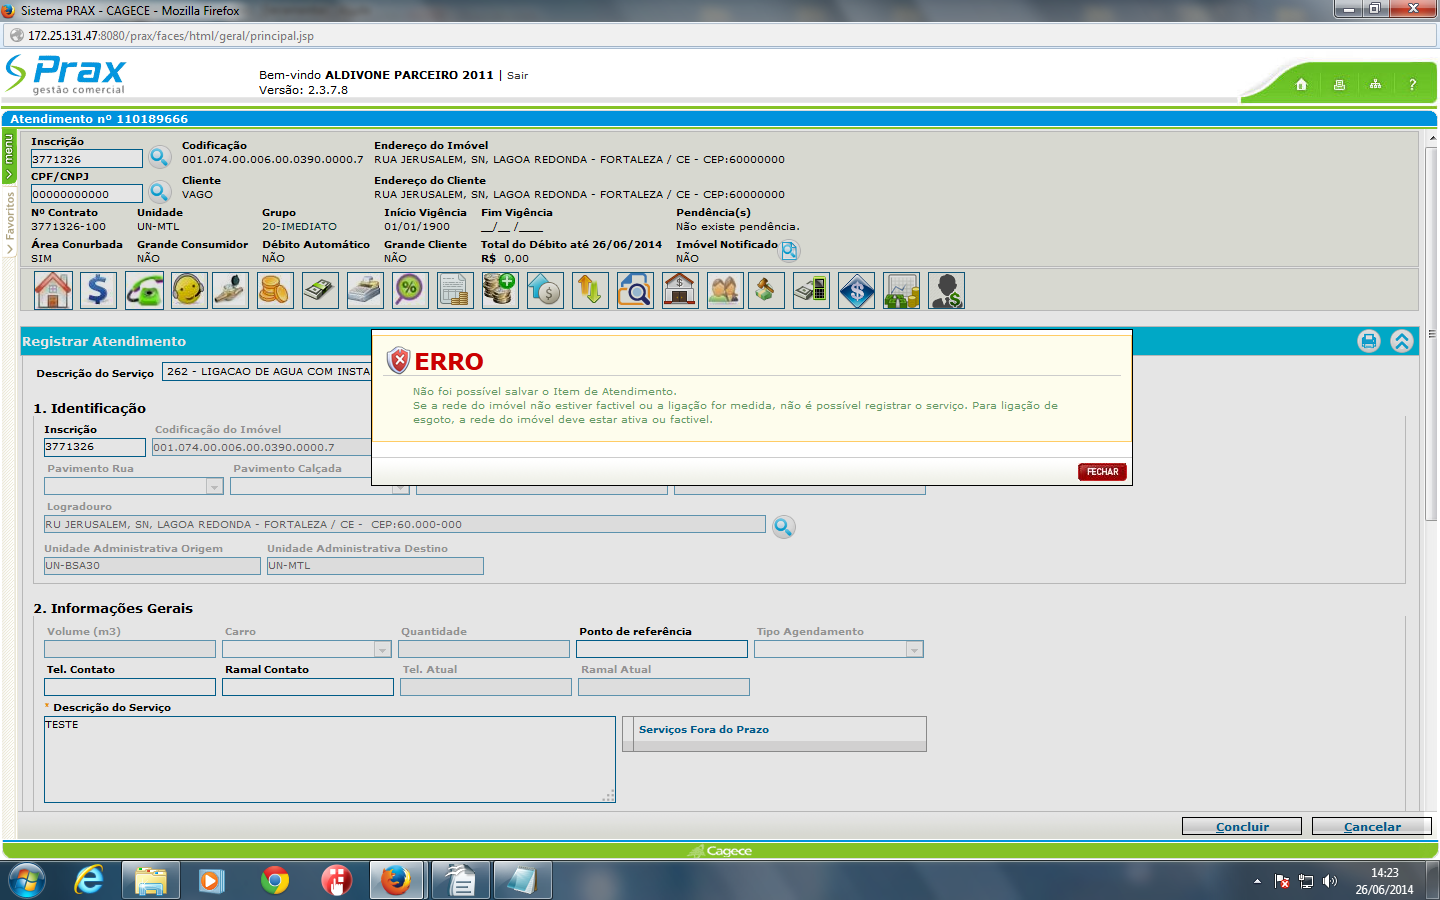 Sistema PRAX - CAGECE - Mozilla Firefox
172.25.131.47:8080/prax/faces/html/geral/principal.jsp
Prax
gestão comercial
Bem-vindo ALDIVONE PARCEIRO 2011 | Sair
Versão: 2.3.7.8
?
Atendimento nº 110189666
menu
Favoritos
Inscrição
3771326
Codificação
001.074.00.006.00.0390.0000.7
Endereço do Imóvel
RUA JERUSALEM, SN, LAGOA REDONDA - FORTALEZA / CE - CEP:60000000
CPF/CNPJ
00000000000
Cliente
VAGO
Endereço do Cliente
RUA JERUSALEM, SN, LAGOA REDONDA - FORTALEZA / CE - CEP:60000000
Nº Contrato Unidade Grupo Início Vigência Fim Vigência Pendência(s)
3771326-100 UN-MTL 20-IMEDIATO 01/01/1900 __/__ /____ Não existe pendência.
Área Conurbada Grande Consumidor Débito Automático Grande Cliente Total do Débito até 26/06/2014 Imóvel Notificado
SIM NÃO NÃO NÃO R$ 0,00 NÃO
Registrar Atendimento
Descrição do Serviço 262 - LIGACAO DE AGUA COM INSTA
ERRO
Não foi possível salvar o Item de Atendimento.
Se a rede do imóvel não estiver factivel ou a ligação for medida, não é possível registrar o serviço. Para ligação de
esgoto, a rede do imóvel deve estar ativa ou factivel.
FECHAR
1. Identificação
Inscrição Codificação do Imóvel
3771326 001.074.00.006.00.0390.0000.7
Pavimento Rua Pavimento Calçada
Logradouro
RU JERUSALEM, SN, LAGOA REDONDA - FORTALEZA / CE - CEP:60.000-000
Unidade Administrativa Origem Unidade Administrativa Destino
UN-BSA30 UN-MTL
2. Informações Gerais
Volume (m3) Carro Quantidade Ponto de referência Tipo Agendamento
Tel. Contato Ramal Contato Tel. Atual Ramal Atual
* Descrição do Serviço
TESTE
Serviços Fora do Prazo
Concluir Cancelar
Cagece
14:23
26/06/2014